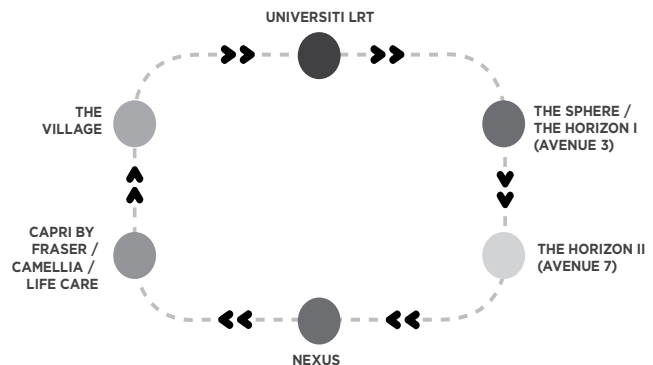 UNIVERSITI LRT
THE SPHERE /
THE HORIZON I
(AVENUE 3)
THE HORIZON II
(AVENUE 7)
NEXUS
CAPRI BY
FRASER /
CAMELLIA /
LIFE CARE
THE
VILLAGE